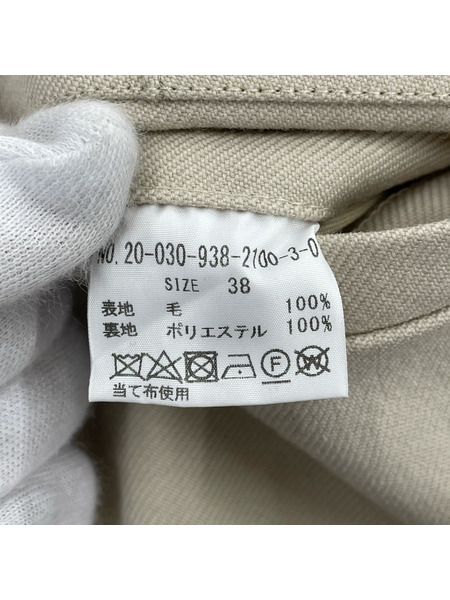 NO. 20-030-938-2100-3-0
SIZE 38
表地 毛 100%
裏地 ポリエステル 100%
F W
当て布使用